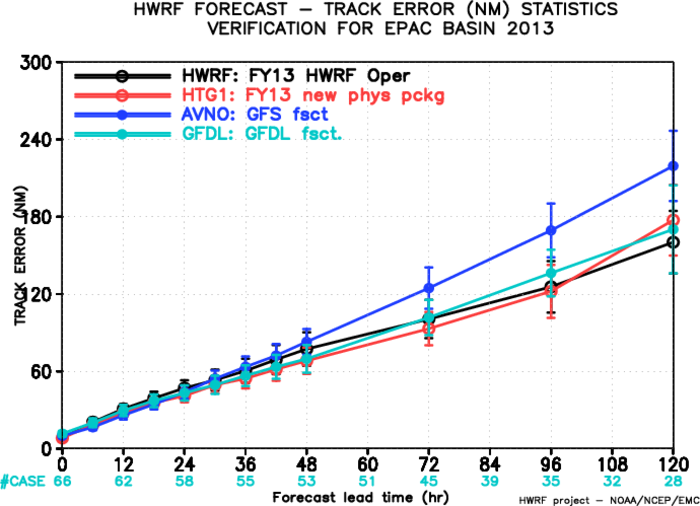 HWRF FORECAST – TRACK ERROR (NM) STATISTICS
VERIFICATION FOR EPAC BASIN 2013
HWRF: FY13 HWRF Oper
HTG1: FY13 new phys pckg
AVNO: GFS fsct
GFDL: GFDL fsct.
TRACK ERROR (NM)
300
240
180
120
60
0
0 12 24 36 48 60 72 84 96 108 120
#CASE 66 62 58 55 53 51 45 39 35 32 28
Forecast lead time (hr)
HWRF project – NOAA/NCEP/EMC